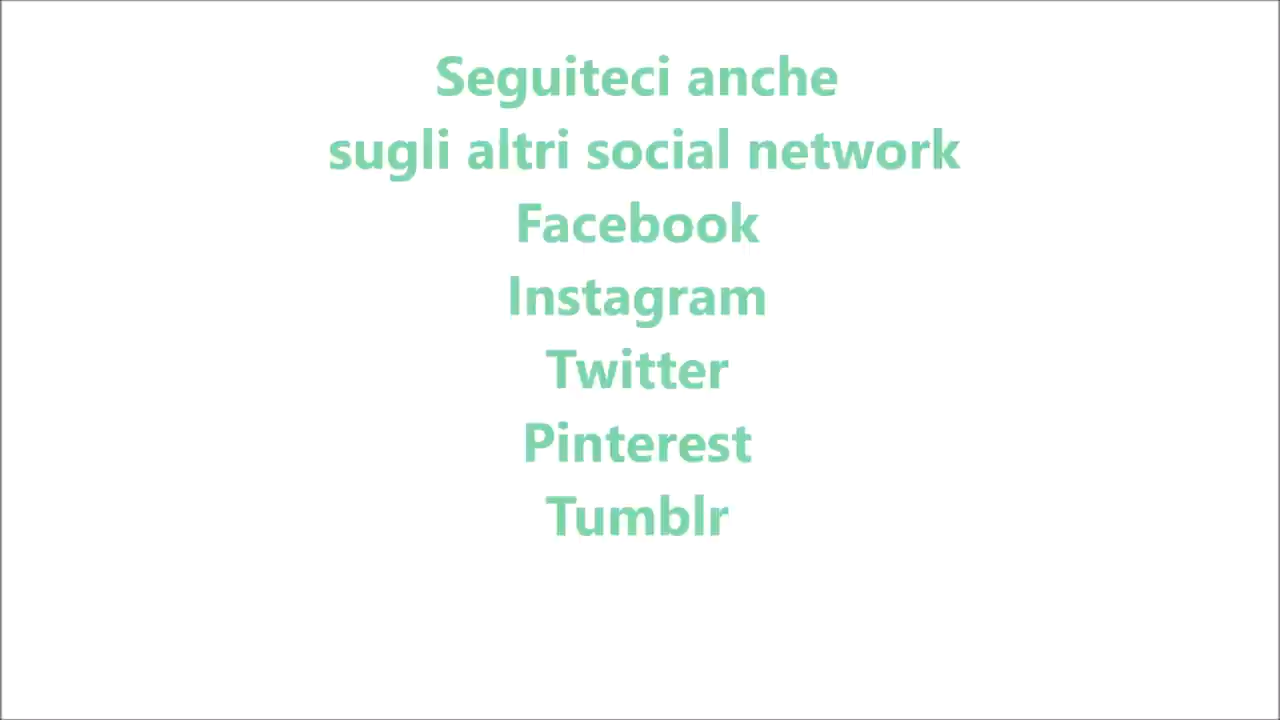 Seguiteci anche
sugli altri social network
Facebook
Instagram
Twitter
Pinterest
Tumblr